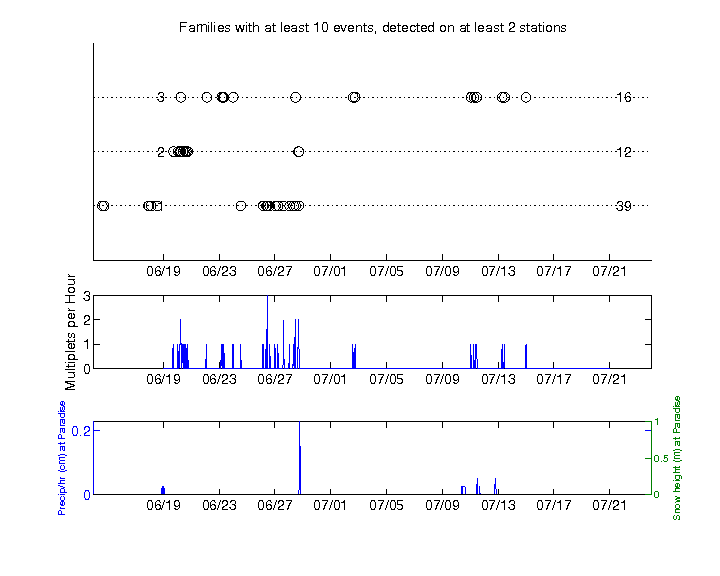 Families with at least 10 events, detected on at least 2 stations
3 16
2 12
1 39
06/19 06/23 06/27 07/01 07/05 07/09 07/13 07/17 07/21
Multiplets per Hour
3
2
1
0
06/19 06/23 06/27 07/01 07/05 07/09 07/13 07/17 07/21
Precip/hr (cm) at Paradise
0.2
0
Snow height (m) at Paradise
1
0.5
0
06/19 06/23 06/27 07/01 07/05 07/09 07/13 07/17 07/21